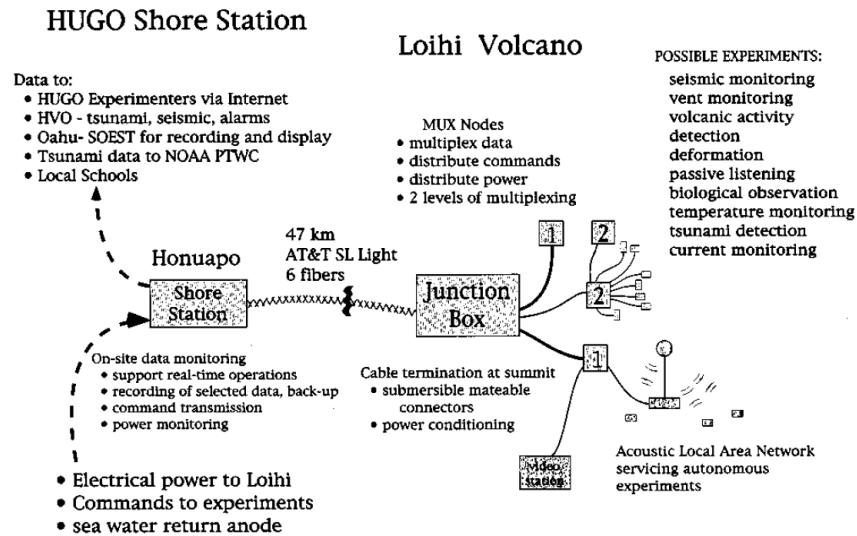 HUGO Shore Station
Data to:
• HUGO Experimenters via Internet
• HVO - tsunami, seismic, alarms
• Oahu- SOEST for recording and display
• Tsunami data to NOAA PTWC
• Local Schools
Honuapo
Shore
Station
47 km
AT&T SL Light
6 fibers
On-site data monitoring
• support real-time operations
• recording of selected data, back-up
• command transmission
• power monitoring
• Electrical power to Loihi
• Commands to experiments
• sea water return anode
Loihi Volcano
MUX Nodes
• multiplex data
• distribute commands
• distribute power
• 2 levels of multiplexing
Junction
Box
1
2
2
1
Cable termination at summit
• submersible mateable
connectors
• power conditioning
video
station
POSSIBLE EXPERIMENTS:
seismic monitoring
vent monitoring
volcanic activity
detection
deformation
passive listening
biological observation
temperature monitoring
tsunami detection
current monitoring
Acoustic Local Area Network
servicing autonomous
experiments